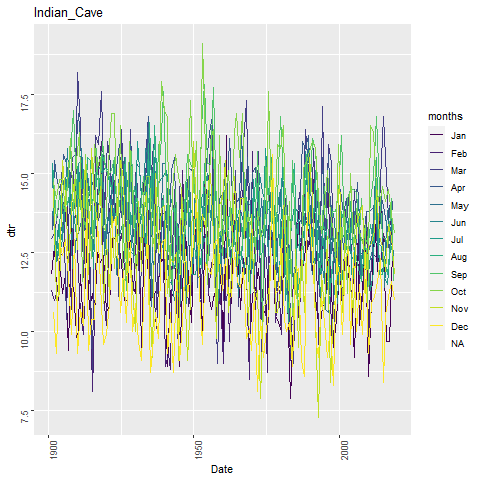 Indian_Cave
dtr
17.5
15.0
12.5
10.0
7.5
1900
1950
2000
Date
months
Jan
Feb
Mar
Apr
May
Jun
Jul
Aug
Sep
Oct
Nov
Dec
NA